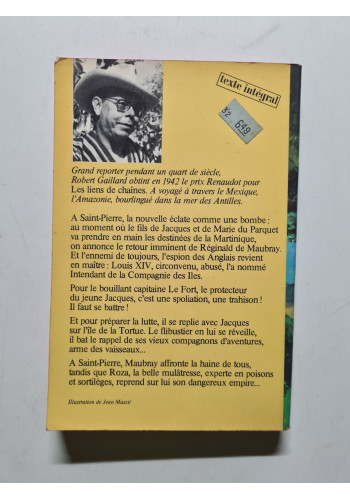 texte intégral
32 649
Grand reporter pendant un quart de siècle,
Robert Gaillard obtint en 1942 le prix Renaudot pour
Les liens de chaînes. A voyagé à travers le Mexique,
l'Amazonie, bourlingué dans la mer des Antilles.
A Saint-Pierre, la nouvelle éclate comme une bombe :
au moment où le fils de Jacques et de Marie du Parquet
va prendre en main les destinées de la Martinique,
on annonce le retour imminent de Réginald de Maubray.
Et l'ennemi de toujours, l'espion des Anglais revient
en maître : Louis XIV, circonvenu, abusé, l'a nommé
Intendant de la Compagnie des Iles.
Pour le bouillant capitaine Le Fort, le protecteur
du jeune Jacques, c'est une spoliation, une trahison !
Il faut se battre !
Et pour préparer la lutte, il se replie avec Jacques
sur l'île de la Tortue. Le flibustier en lui se réveille,
il bat le rappel de ses vieux compagnons d'aventures,
arme des vaisseaux...
A Saint-Pierre, Maubray affronte la haine de tous,
tandis que Roza, la belle mulâtresse, experte en poisons
et sortilèges, reprend sur lui son dangereux empire...
Illustration de Jean Mascii